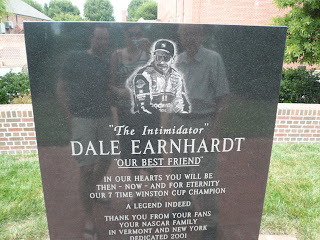 "The Intimidator"
DALE EARNHARDT
"OUR BEST FRIEND"
IN OUR HEARTS YOU WILL BE
THEN - NOW - AND FOR ETERNITY
OUR 7 TIME WINSTON CUP CHAMPION
A LEGEND INDEED
THANK YOU FROM YOUR FANS
YOUR NASCAR FAMILY
IN VERMONT AND NEW YORK
DEDICATED 2001